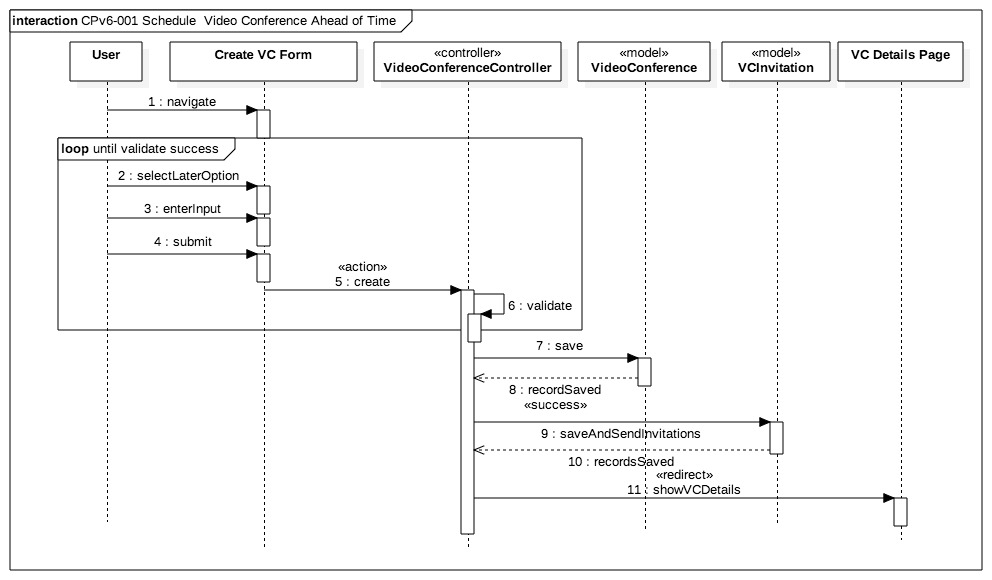 interaction CPv6-001 Schedule  Video Conference Ahead of Time
User
Create VC Form
«controller»
VideoConferenceController
«model»
VideoConference
«model»
VCInvitation
VC Details Page
1 : navigate
loop until validate success
2 : selectLaterOption
3 : enterInput
4 : submit
«action»
5 : create
6 : validate
7 : save
8 : recordSaved
«success»
9 : saveAndSendInvitations
10 : recordsSaved
«redirect»
11 : showVCDetails